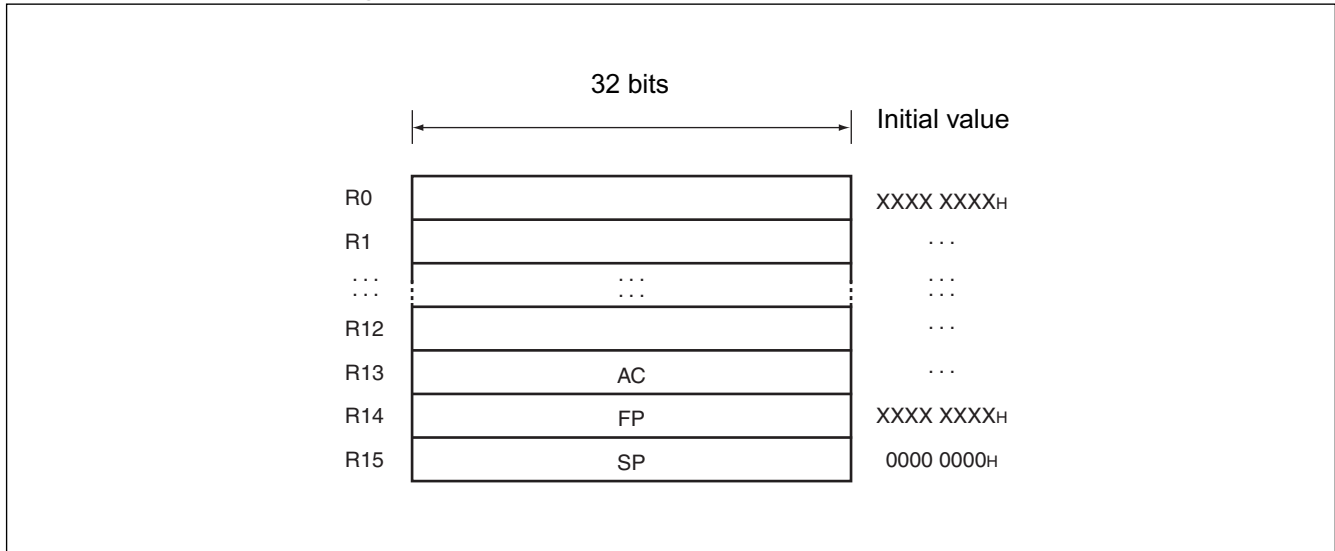 32 bits
Initial value
R0 XXXX XXXXH
R1 ...
... ... ...
... ... ...
R12 ...
R13 AC ...
R14 FP XXXX XXXXH
R15 SP 0000 0000H